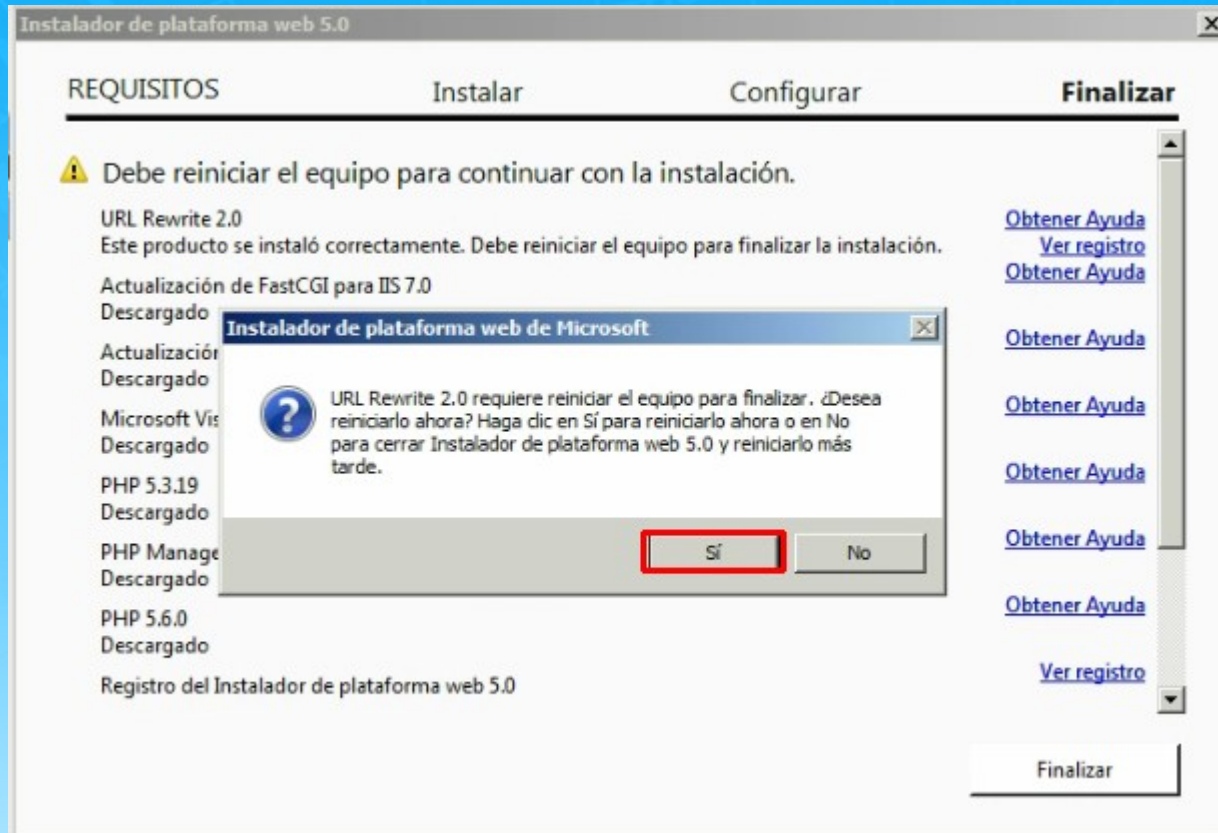 Instalador de plataforma web 5.0
REQUISITOS Instalar Configurar Finalizar
Debe reiniciar el equipo para continuar con la instalación.
URL Rewrite 2.0 Obtener Ayuda
Este producto se instaló correctamente. Debe reiniciar el equipo para finalizar la instalación. Ver registro
Actualización de FastCGI para IIS 7.0 Obtener Ayuda
Descargado
Actualización Obtener Ayuda
Descargado
Microsoft Vis Obtener Ayuda
Descargado
PHP 5.3.19 Obtener Ayuda
Descargado
PHP Manage Obtener Ayuda
Descargado
PHP 5.6.0 Obtener Ayuda
Descargado
Registro del Instalador de plataforma web 5.0 Ver registro
Instalador de plataforma web de Microsoft
URL Rewrite 2.0 requiere reiniciar el equipo para finalizar. ¿Desea
reiniciarlo ahora? Haga clic en Sí para reiniciarlo ahora o en No
para cerrar Instalador de plataforma web 5.0 y reiniciarlo más
tarde.
Sí No
Finalizar